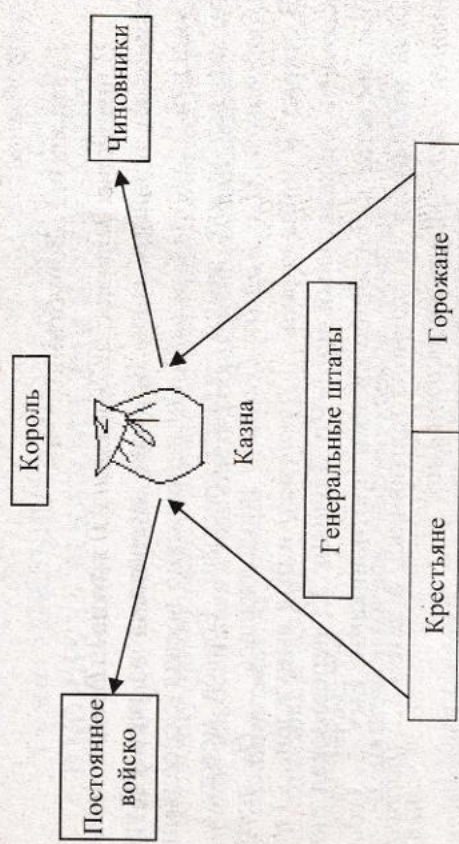 Король
Постоянное
войско
Чиновники
Казна
Генеральные штаты
Крестьяне
Горожане